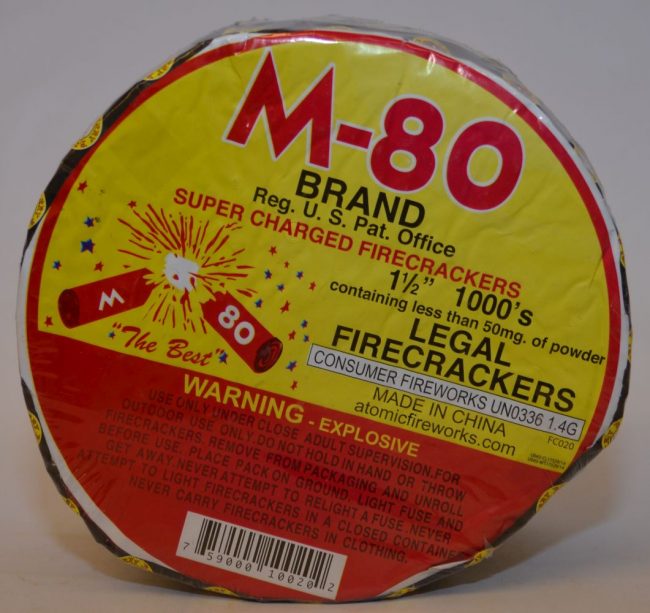 M-80
BRAND
Reg. U. S. Pat. Office
SUPER CHARGED FIRECRACKERS
1½” 1000's
containing less than 50mg. of powder
LEGAL
FIRECRACKERS
CONSUMER FIREWORKS UN0336 1.4G
MADE IN CHINA
atomicfireworks.com
FC020
M
80
"The Best"
WARNING - EXPLOSIVE
USE ONLY UNDER CLOSE ADULT SUPERVISION.FOR
OUTDOOR USE ONLY.DO NOT HOLD IN HAND OR THROW
FIRECRACKERS. REMOVE FROM PACKAGING AND UNROLL
BEFORE USE. PLACE PACK ON GROUND. LIGHT FUSE AND
GET AWAY.NEVER ATTEMPT TO RELIGHT A FUSE. NEVER
ATTEMPT TO LIGHT FIRECRACKERS IN A CLOSED CONTAINE
NEVER CARRY FIRECRACKERS IN CLOTHING.
7 59000 10020 2